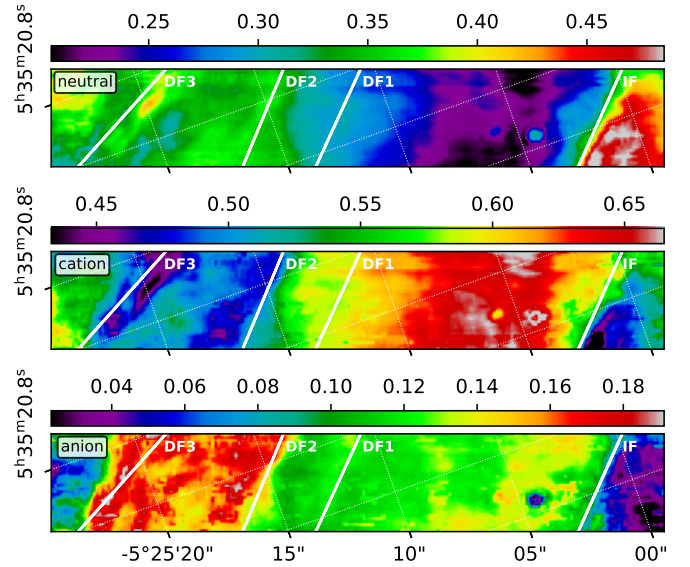 0.25 0.30 0.35 0.40 0.45
5ʰ35ᵐ20.8ˢ
neutral DF3 DF2 DF1 IF
0.45 0.50 0.55 0.60 0.65
5ʰ35ᵐ20.8ˢ
cation DF3 DF2 DF1 IF
0.04 0.06 0.08 0.10 0.12 0.14 0.16 0.18
5ʰ35ᵐ20.8ˢ
anion DF3 DF2 DF1 IF
-5°25'20" 15" 10" 05" 00"